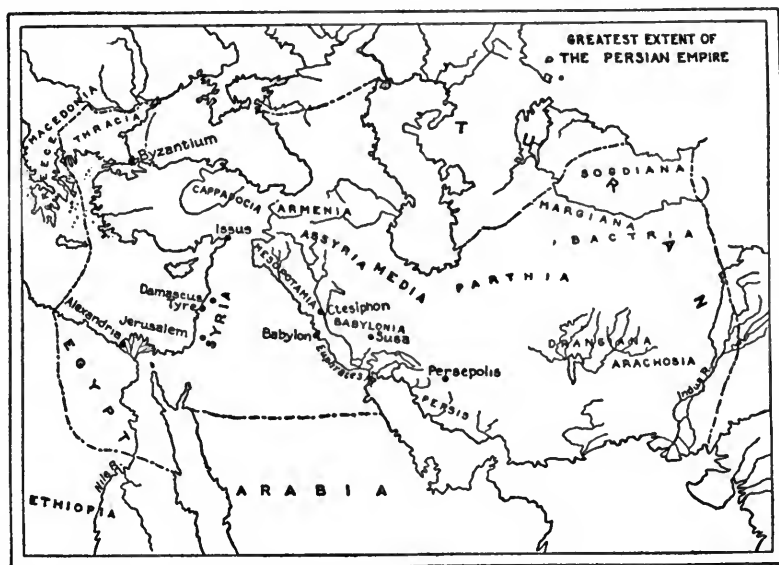 GREATEST EXTENT OF
THE PERSIAN EMPIRE
MACEDONIA
THRACIA
GREECE
Byzantium
TURAN
SOGDIANA
CAPPADOCIA
ARMENIA
MARGIANA
BACTRIA
Issus
ASSYRIA
MEDIA
PARTHIA
MESOPOTAMIA
Damascus
Tyre
SYRIA
Ctesiphon
Alexandria
Jerusalem
BABYLONIA
Babylon
Susa
DRANGIANA
ARACHOSIA
EGYPT
Euphrates R.
Persepolis
Indus R.
PERSIS
Nile R.
ETHIOPIA
ARABIA